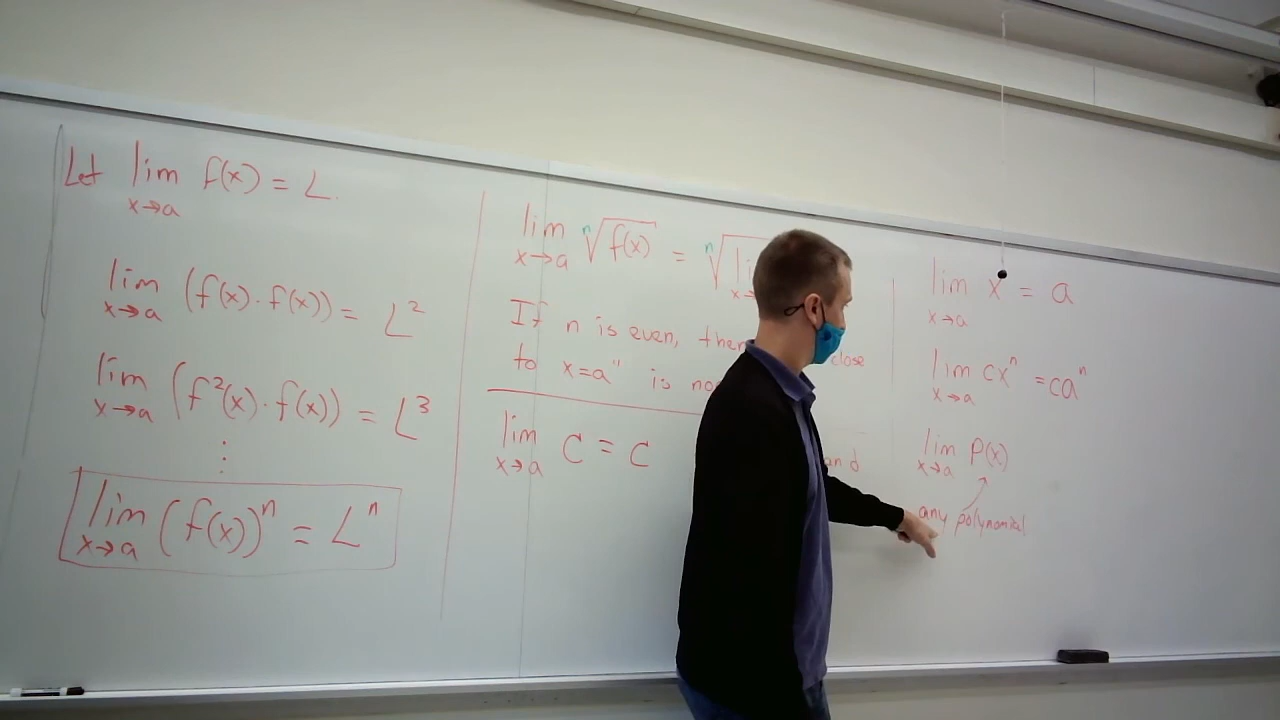 Let lim f(x) = L.
x→a
lim (f(x)·f(x)) = L²
x→a
lim (f²(x)·f(x)) = L³
x→a
⋮
lim (f(x))ⁿ = Lⁿ
x→a
lim ⁿ√f(x) = ⁿ√li
x→a
If n is even, then close
to x=a" is no
lim C = C
x→a
and
lim x = a
x→a
lim cxⁿ = caⁿ
x→a
lim P(x)
x→a
any polynomial